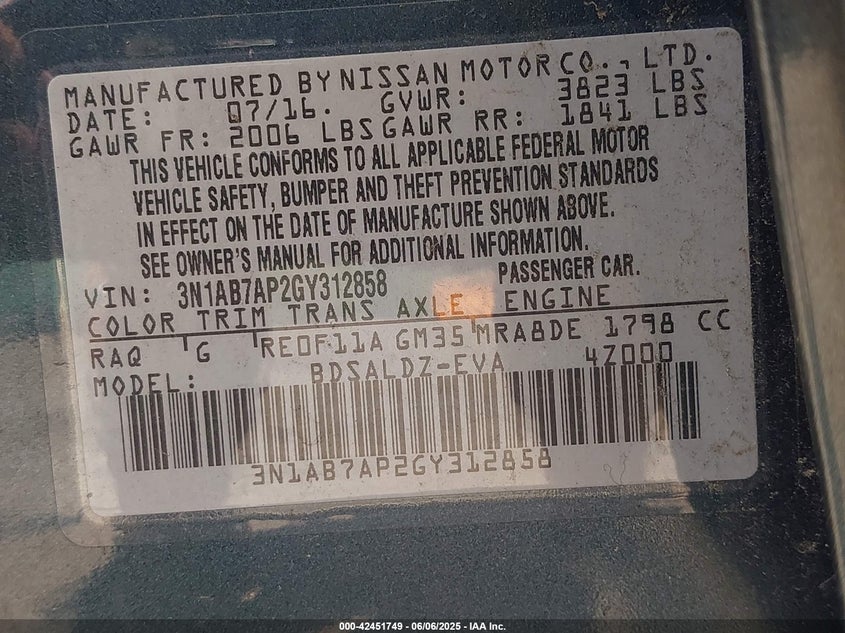 MANUFACTURED BY NISSAN MOTOR CO., LTD.
DATE: 07/16. GVWR: 3823 LBS
GAWR FR: 2006 LBS GAWR RR: 1841 LBS
THIS VEHICLE CONFORMS TO ALL APPLICABLE FEDERAL MOTOR
VEHICLE SAFETY, BUMPER AND THEFT PREVENTION STANDARDS
IN EFFECT ON THE DATE OF MANUFACTURE SHOWN ABOVE.
SEE OWNER'S MANUAL FOR ADDITIONAL INFORMATION.
VIN: 3N1AB7AP2GY312858 PASSENGER CAR.
COLOR TRIM TRANS AXLE ENGINE
RAQ G RE0F11A GM35 MRA8DE 1798 CC
MODEL: BDSALDZ-EVA 4Z000
3N1AB7AP2GY312858
000-42451749 - 06/06/2025 - IAA Inc.